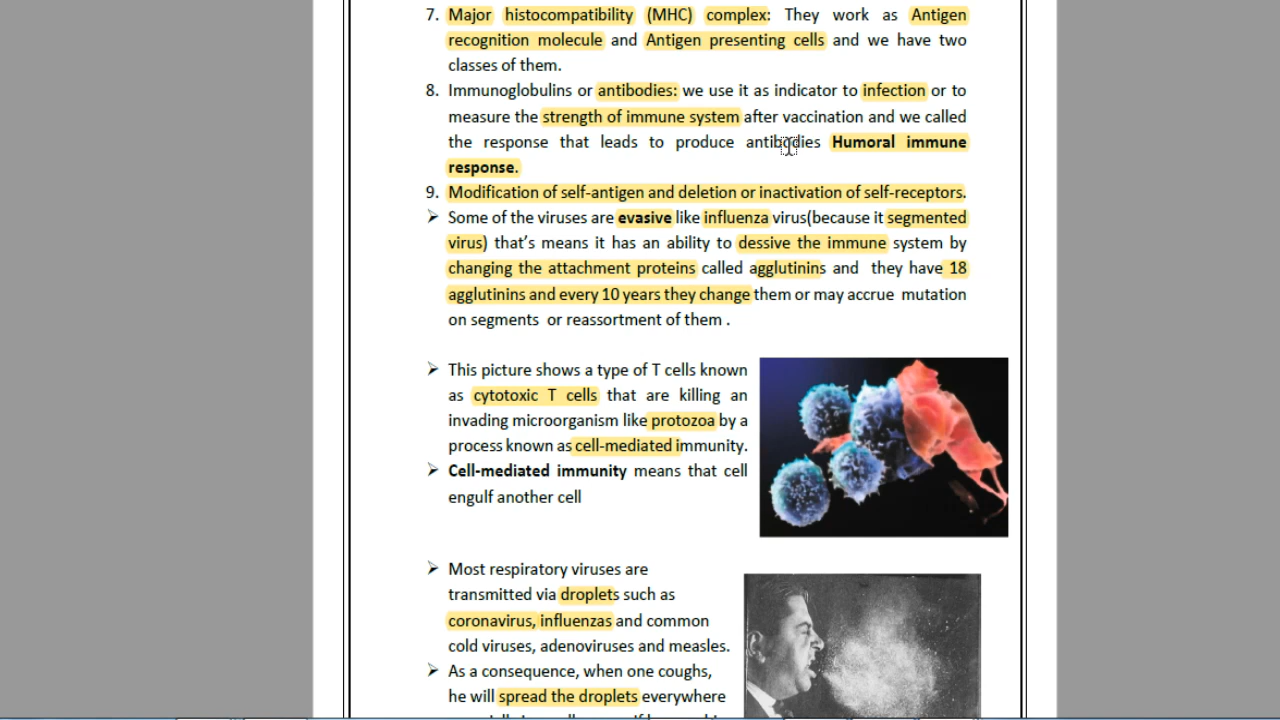 7. Major histocompatibility (MHC) complex: They work as Antigen
recognition molecule and Antigen presenting cells and we have two
classes of them.
8. Immunoglobulins or antibodies: we use it as indicator to infection or to
measure the strength of immune system after vaccination and we called
the response that leads to produce antibodies Humoral immune
response.
9. Modification of self-antigen and deletion or inactivation of self-receptors.
➢ Some of the viruses are evasive like influenza virus(because it segmented
virus) that's means it has an ability to dessive the immune system by
changing the attachment proteins called agglutinins and they have 18
agglutinins and every 10 years they change them or may accrue mutation
on segments or reassortment of them .
➢ This picture shows a type of T cells known
as cytotoxic T cells that are killing an
invading microorganism like protozoa by a
process known as cell-mediated immunity.
➢ Cell-mediated immunity means that cell
engulf another cell
➢ Most respiratory viruses are
transmitted via droplets such as
coronavirus, influenzas and common
cold viruses, adenoviruses and measles.
➢ As a consequence, when one coughs,
he will spread the droplets everywhere